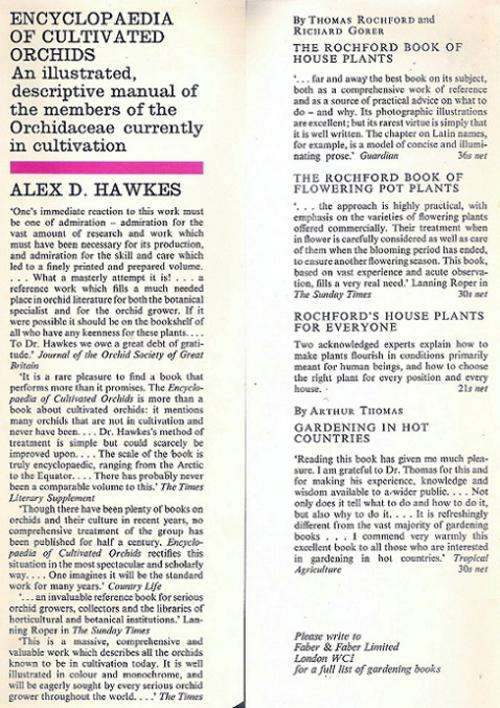 ENCYCLOPAEDIA
OF CULTIVATED
ORCHIDS
An illustrated,
descriptive manual of
the members of the
Orchidaceae currently
in cultivation
ALEX D. HAWKES
'One's immediate reaction to this work must
be one of admiration – admiration for the
vast amount of research and work which
must have been necessary for its production,
and admiration for the skill and care which
led to a finely printed and prepared volume.
. . . What a masterly attempt it is! . . . a
reference work which fills a much needed
place in orchid literature for both the botanical
specialist and for the orchid grower. If it
were possible it should be on the bookshelf of
all who have any keenness for these plants. . . .
To Dr. Hawkes we owe a great debt of grati-
tude.' Journal of the Orchid Society of Great
Britain
'It is a rare pleasure to find a book that
performs more than it promises. The Encyclo-
paedia of Cultivated Orchids is more than a
book about cultivated orchids: it mentions
many orchids that are not in cultivation and
never have been. . . . Dr. Hawkes's method of
treatment is simple but could scarcely be
improved upon. . . . The scale of the book is
truly encyclopaedic, ranging from the Arctic
to the Equator. . . . There has probably never
been a comparable volume to this.' The Times
Literary Supplement
'Though there have been plenty of books on
orchids and their culture in recent years, no
comprehensive treatment of the group has
been published for half a century. Encyclo-
paedia of Cultivated Orchids rectifies this
situation in the most spectacular and scholarly
way. . . . One imagines it will be the standard
work for many years.' Country Life
'. . . an invaluable reference book for serious
orchid growers, collectors and the libraries of
horticultural and botanical institutions.' Lan-
ning Roper in The Sunday Times
'This is a massive, comprehensive and
valuable work which describes all the orchids
known to be in cultivation today. It is well
illustrated in colour and monochrome, and
will be eagerly sought by every serious orchid
grower throughout the world. . . .' The Times
By THOMAS ROCHFORD and
RICHARD GORER
THE ROCHFORD BOOK OF
HOUSE PLANTS
'. . . far and away the best book on its subject,
both as a comprehensive work of reference
and as a source of practical advice on what to
do – and why. Its photographic illustrations
are excellent; but its rarest virtue is simply that
it is well written. The chapter on Latin names,
for example, is a model of concise and illumi-
nating prose.' Guardian 36s net
THE ROCHFORD BOOK OF
FLOWERING POT PLANTS
'. . . the approach is highly practical, with
emphasis on the varieties of flowering plants
offered commercially. Their treatment when
in flower is carefully considered as well as care
of them when the blooming period has ended,
to ensure another flowering season. This book,
based on vast experience and acute observa-
tion, fills a very real need.' Lanning Roper in
The Sunday Times 30s net
ROCHFORD'S HOUSE PLANTS
FOR EVERYONE
Two acknowledged experts explain how to
make plants flourish in conditions primarily
meant for human beings, and how to choose
the right plant for every position and every
house. 21s net
By ARTHUR THOMAS
GARDENING IN HOT
COUNTRIES
'Reading this book has given me much plea-
sure. I am grateful to Dr. Thomas for this and
for making his experience, knowledge and
wisdom available to a wider public. . . . Not
only does it tell what to do and how to do it,
but also why to do it. . . . It is refreshingly
different from the vast majority of gardening
books . . . I commend very warmly this
excellent book to all those who are interested
in gardening in hot countries.' Tropical
Agriculture 30s net
Please write to
Faber & Faber Limited
London WC1
for a full list of gardening books